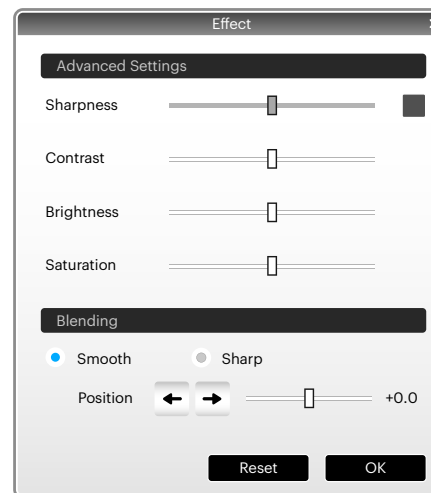 Effect
Advanced Settings
Sharpness
Contrast
Brightness
Saturation
Blending
Smooth Sharp
Position +0.0
Reset OK